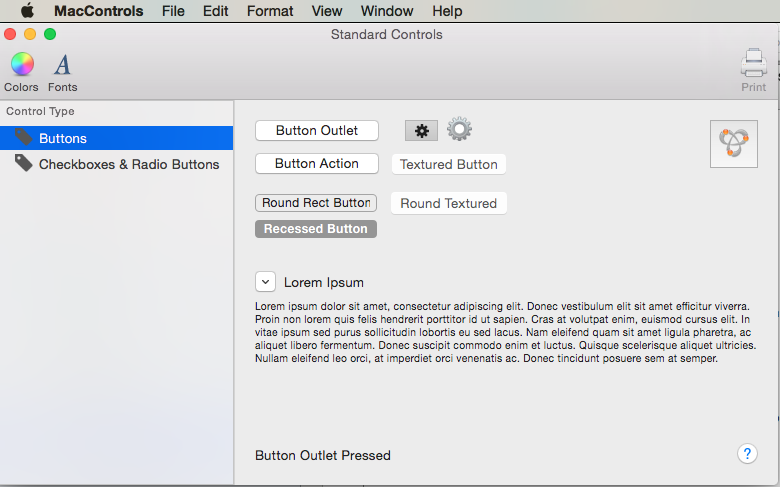 MacControls File Edit Format View Window Help
Standard Controls
Colors Fonts
Print
Control Type
Buttons
Checkboxes & Radio Buttons
Button Outlet
Button Action
Textured Button
Round Rect Button
Round Textured
Recessed Button
Lorem Ipsum
Lorem ipsum dolor sit amet, consectetur adipiscing elit. Donec vestibulum elit sit amet efficitur viverra.
Proin non lorem quis felis hendrerit porttitor id ut sapien. Cras at volutpat enim, euismod cursus elit. In
vitae ipsum sed purus sollicitudin lobortis eu sed lacus. Nam eleifend quam sit amet ligula pharetra, ac
aliquet libero fermentum. Donec suscipit commodo enim et luctus. Quisque scelerisque aliquet ultricies.
Nullam eleifend leo orci, at imperdiet orci venenatis ac. Donec tincidunt posuere sem at semper.
Button Outlet Pressed
?